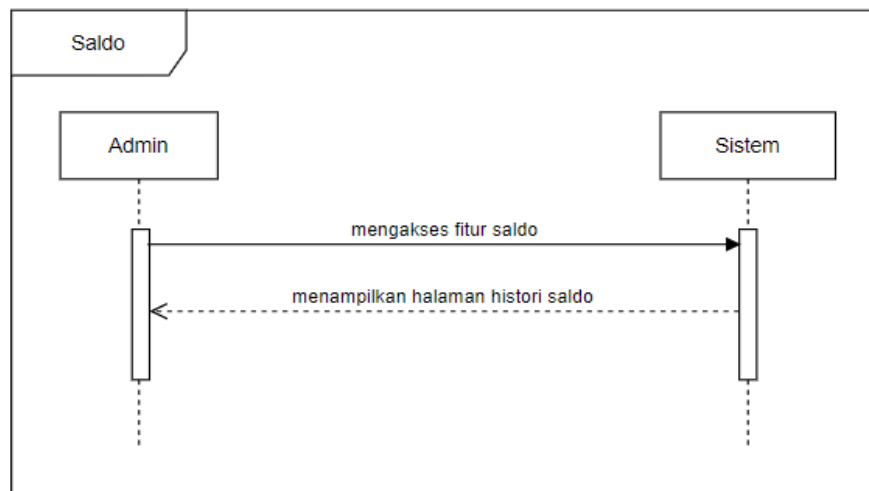 Saldo
Admin
Sistem
mengakses fitur saldo
menampilkan halaman histori saldo